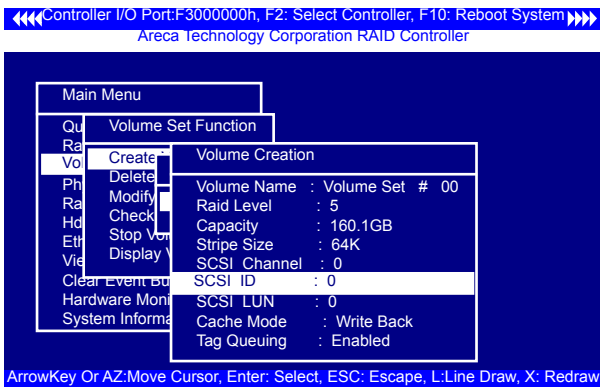 Controller I/O Port:F3000000h, F2: Select Controller, F10: Reboot System
Areca Technology Corporation RAID Controller
Main Menu
Qu
Ra
Vol
Ph
Ra
Hd
Eth
Vie
Clear Event Bu
Hardware Moni
System Informa
Volume Set Function
Create
Delete
Modify
Check
Stop Vol
Display V
Volume Creation
Volume Name : Volume Set # 00
Raid Level : 5
Capacity : 160.1GB
Stripe Size : 64K
SCSI Channel : 0
SCSI ID : 0
SCSI LUN : 0
Cache Mode : Write Back
Tag Queuing : Enabled
ArrowKey Or AZ:Move Cursor, Enter: Select, ESC: Escape, L:Line Draw, X: Redraw